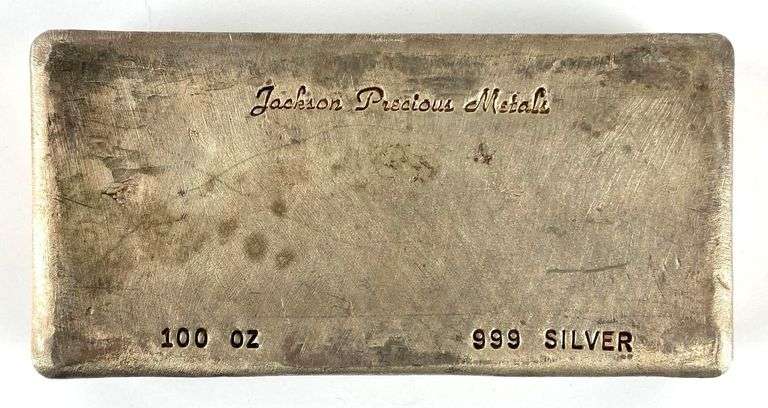 Jackson Precious Metals
100 OZ
999 SILVER